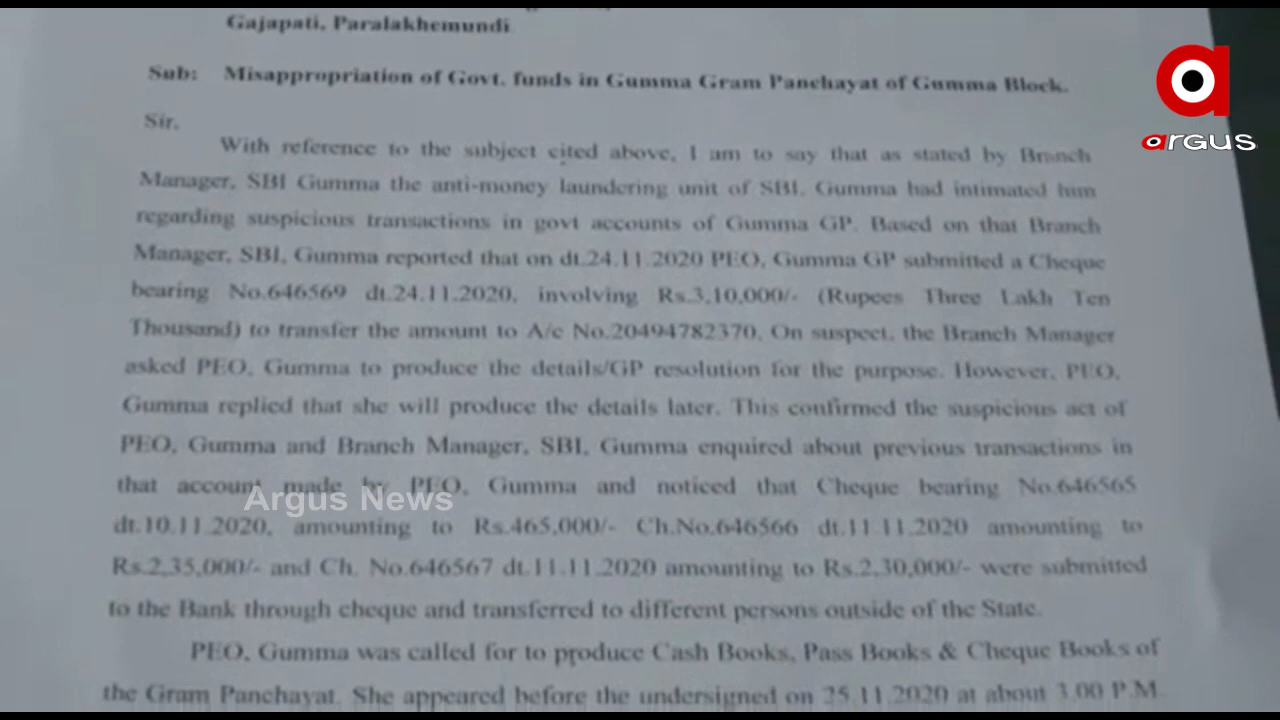 Gajapati, Paralakhemundi
Sub: Misappropriation of Govt. funds in Gumma Gram Panchayat of Gumma Block.
Sir,
With reference to the subject cited above, I am to say that as stated by Branch
Manager, SBI Gumma the anti-money laundering unit of SBI, Gumma had intimated him
regarding suspicious transactions in govt accounts of Gumma GP. Based on that Branch
Manager, SBI, Gumma reported that on dt.24.11.2020 PEO, Gumma GP submitted a Cheque
bearing No.646569 dt.24.11.2020, involving Rs.3,10,000/- (Rupees Three Lakh Ten
Thousand) to transfer the amount to A/c No.20494782370. On suspect, the Branch Manager
asked PEO, Gumma to produce the details/GP resolution for the purpose. However, PEO,
Gumma replied that she will produce the details later. This confirmed the suspicious act of
PEO, Gumma and Branch Manager, SBI, Gumma enquired about previous transactions in
that account made by PEO, Gumma and noticed that Cheque bearing No.646565
dt.10.11.2020, amounting to Rs.465,000/- Ch.No.646566 dt.11.11.2020 amounting to
Rs.2,35,000/- and Ch. No.646567 dt.11.11.2020 amounting to Rs.2,30,000/- were submitted
to the Bank through cheque and transferred to different persons outside of the State.
PEO, Gumma was called for to produce Cash Books, Pass Books & Cheque Books of
the Gram Panchayat. She appeared before the undersigned on 25.11.2020 at about 3.00 P.M.
argus
Argus News